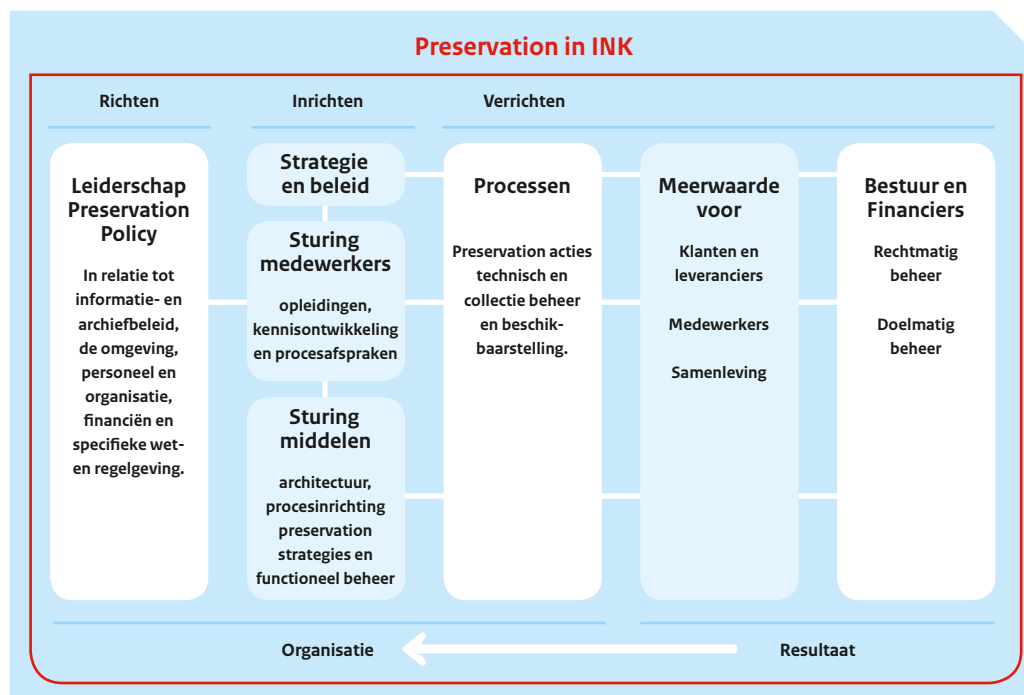 Preservation in INK
Richten
Inrichten
Verrichten
Leiderschap
Preservation
Policy
In relatie tot
informatie- en
archiefbeleid,
de omgeving,
personeel en
organisatie,
financiën en
specifieke wet-
en regelgeving.
Strategie
en beleid
Sturing
medewerkers
opleidingen,
kennisontwikkeling
en procesafspraken
Sturing
middelen
architectuur,
procesinrichting
preservation
strategies en
functioneel beheer
Processen
Preservation acties
technisch en
collectie beheer
en beschik-
baarstelling.
Meerwaarde
voor
Klanten en
leveranciers
Medewerkers
Samenleving
Bestuur en
Financiers
Rechtmatig
beheer
Doelmatig
beheer
Organisatie
Resultaat